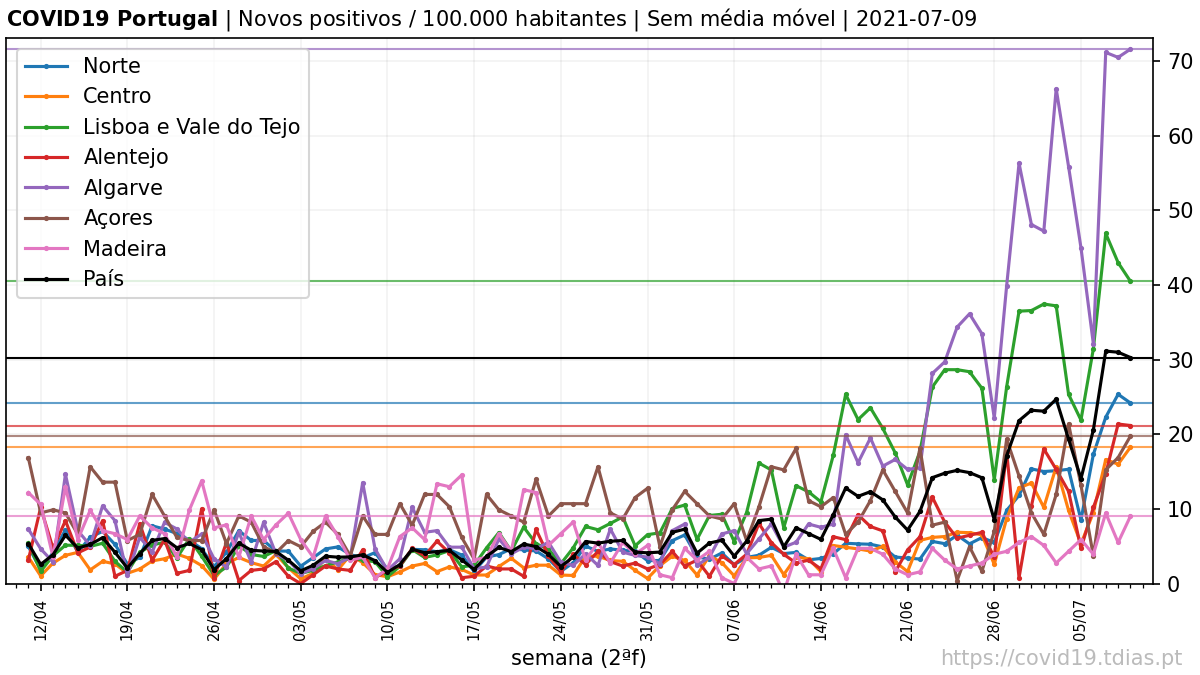 COVID19 Portugal | Novos positivos / 100.000 habitantes | Sem média móvel | 2021-07-09
Norte
Centro
Lisboa e Vale do Tejo
Alentejo
Algarve
Açores
Madeira
País
70
60
50
40
30
20
10
0
12/04
19/04
26/04
03/05
10/05
17/05
24/05
31/05
07/06
14/06
21/06
28/06
05/07
semana (2ªf)
https://covid19.tdias.pt